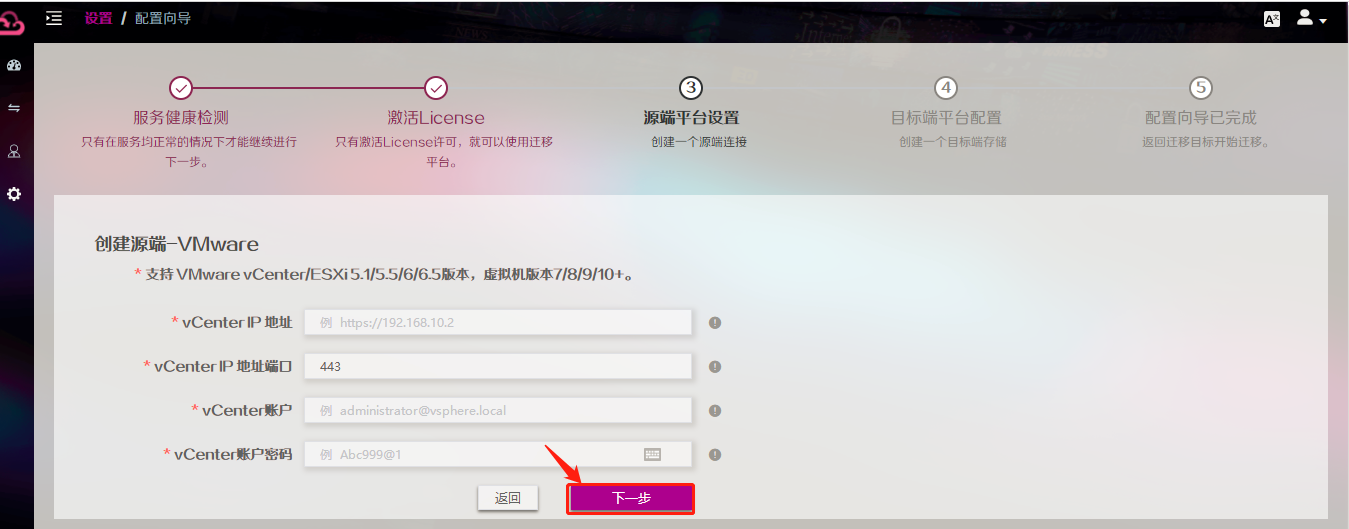 设置 / 配置向导
3 4 5
服务健康检测 激活License 源端平台设置 目标端平台配置 配置向导已完成
只有在服务均正常的情况下才能继续进行 只有激活License许可，就可以使用迁移 创建一个源端连接 创建一个目标端存储 返回迁移目标开始迁移。
下一步。 平台。
创建源端-VMware
* 支持 VMware vCenter/ESXi 5.1/5.5/6/6.5版本，虚拟机版本7/8/9/10+。
* vCenter IP 地址 例 https://192.168.10.2
* vCenter IP 地址端口 443
* vCenter账户 例 administrator@vsphere.local
* vCenter账户密码 例 Abc999@1
返回 下一步